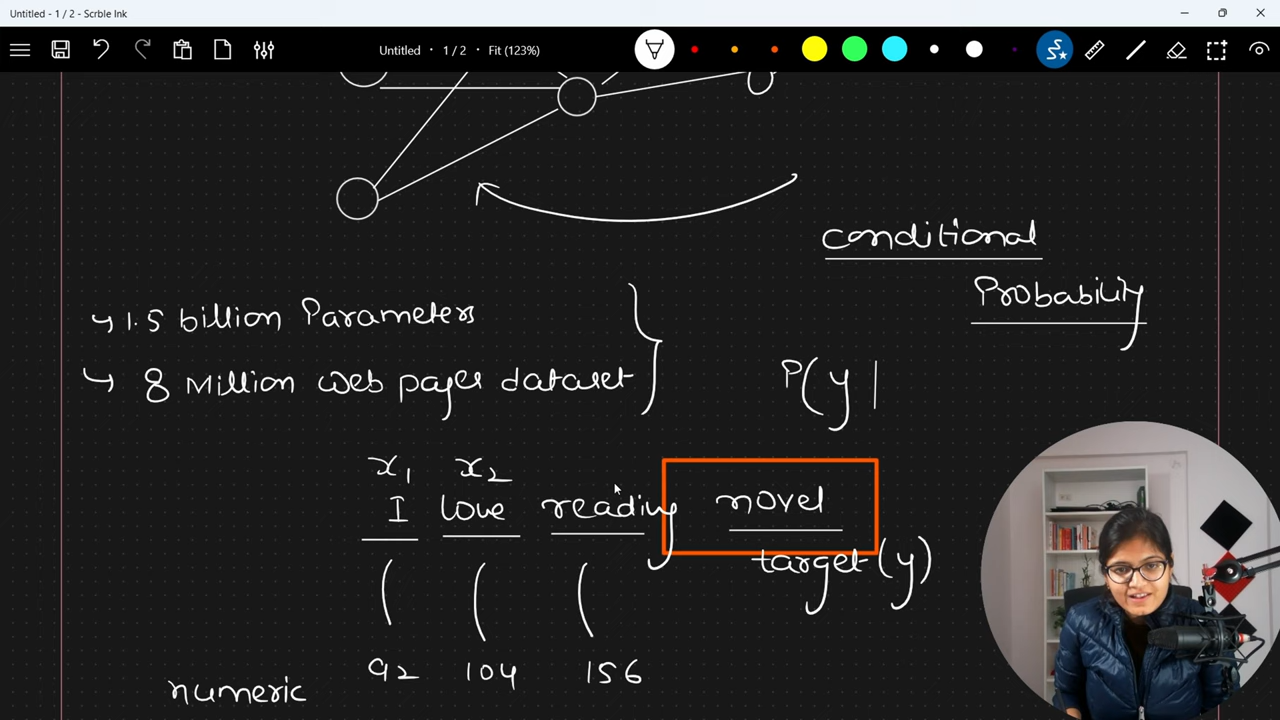 Untitled - 1 / 2 - Scrble Ink
Untitled • 1 / 2 • Fit (123%)
conditional
Probability
↳ 1.5 billion Parameters
↳ 8 Million web pages dataset
P( y |
x1 x2
I love reading novel
target (y)
92 104 156
numeric